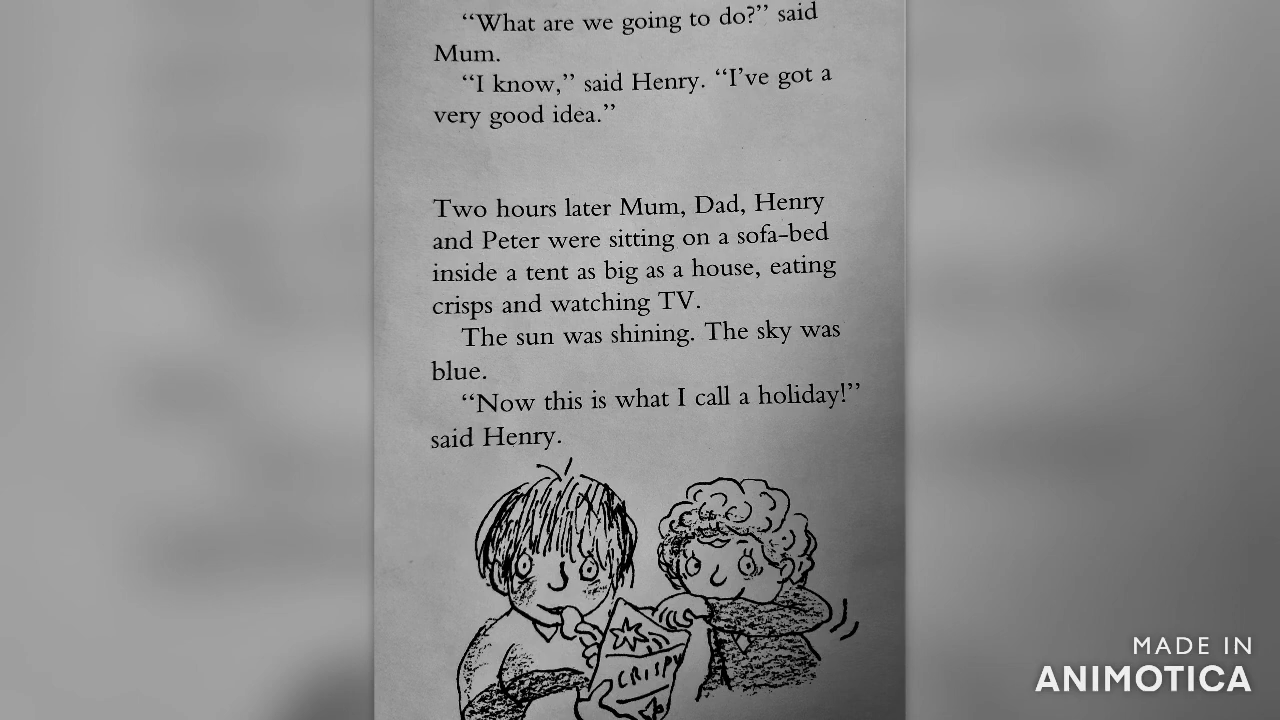 “What are we going to do?” said
Mum.
“I know,” said Henry. “I’ve got a
very good idea.”
Two hours later Mum, Dad, Henry
and Peter were sitting on a sofa-bed
inside a tent as big as a house, eating
crisps and watching TV.
The sun was shining. The sky was
blue.
“Now this is what I call a holiday!”
said Henry.
CRISPY
MADE IN
ANIMOTICA